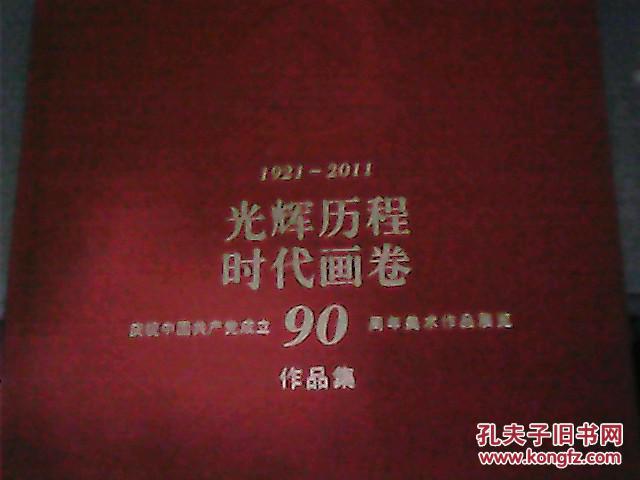 1921-2011
光辉历程
时代画卷
庆祝中国共产党成立90周年美术作品展览
作品集
孔夫子旧书网
www.kongfz.com